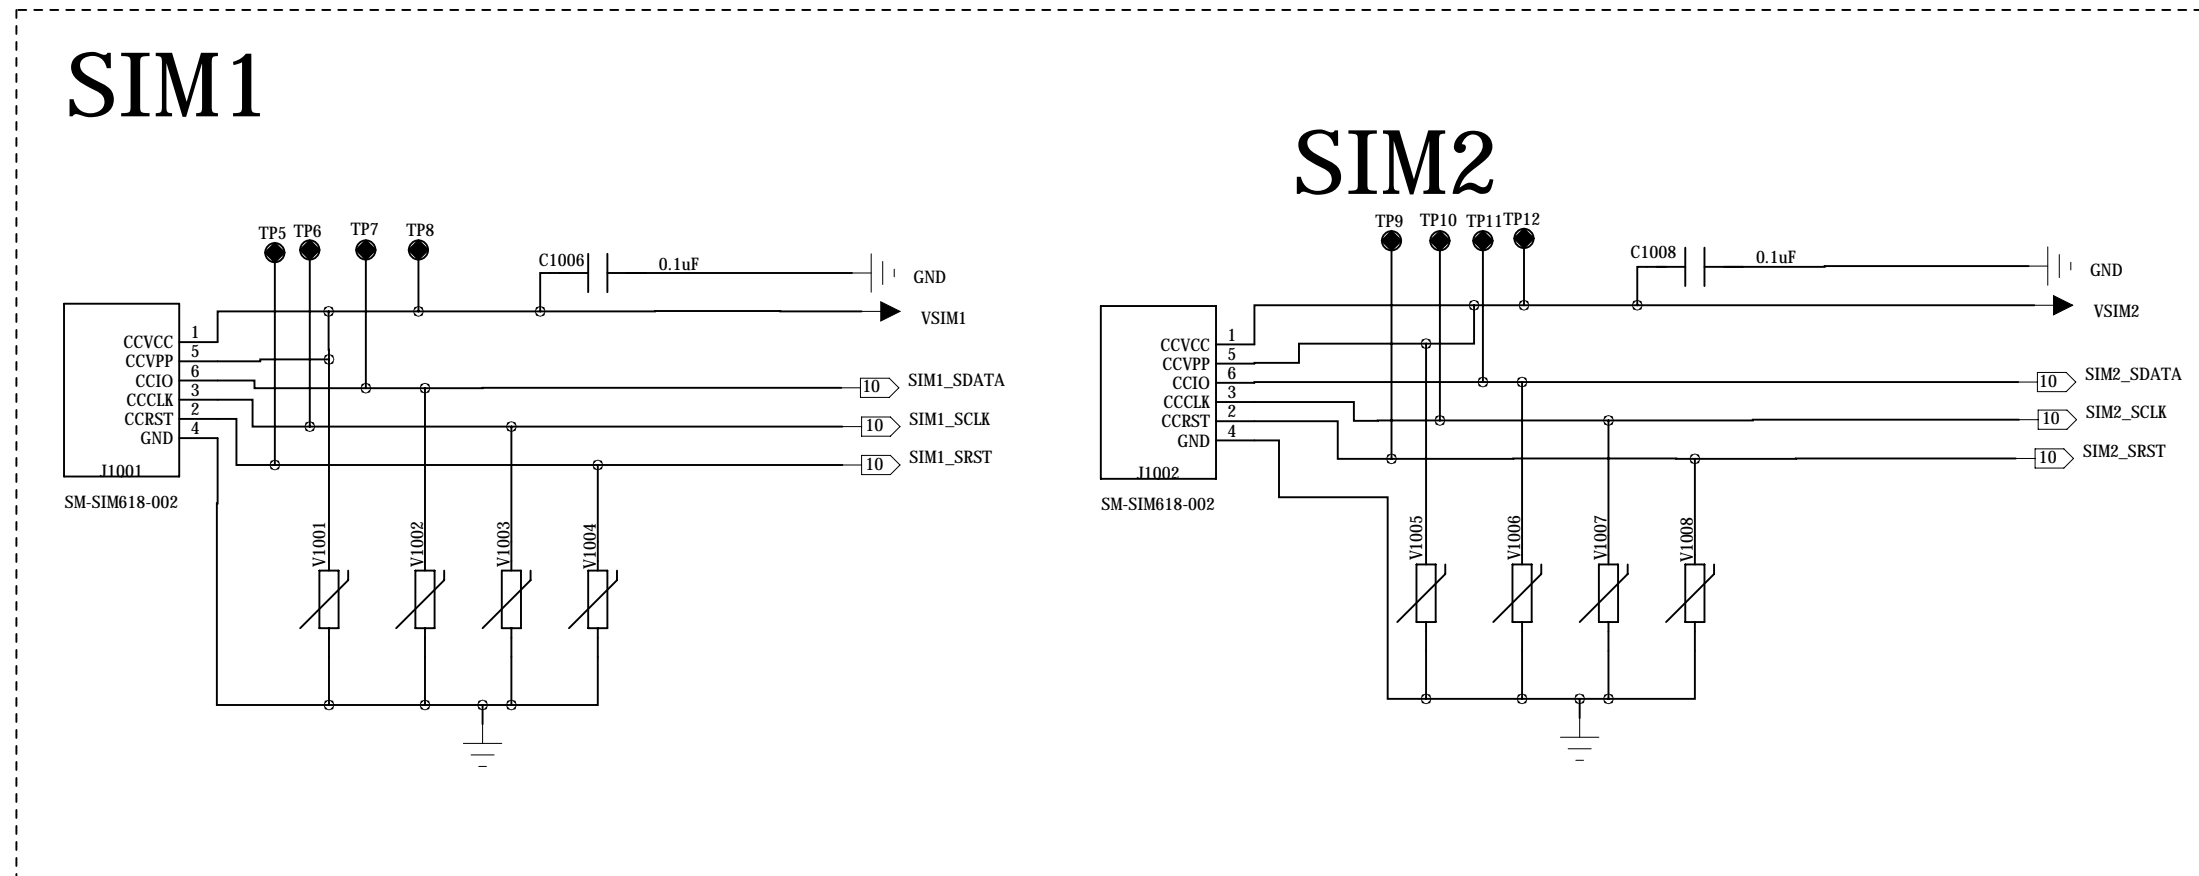 SIM1
SIM2
TP5 TP6 TP7 TP8
C1006 0.1uF
GND
VSIM1
CCVCC 1
CCVPP 5
CCIO 6
CCCLK 3
CCRST 2
GND 4
J1001
SM-SIM618-002
10 SIM1_SDATA
10 SIM1_SCLK
10 SIM1_SRST
V1001
V1002
V1003
V1004
TP9 TP10 TP11 TP12
C1008 0.1uF
GND
VSIM2
CCVCC 1
CCVPP 5
CCIO 6
CCCLK 3
CCRST 2
GND 4
J1002
SM-SIM618-002
10 SIM2_SDATA
10 SIM2_SCLK
10 SIM2_SRST
V1005
V1006
V1007
V1008